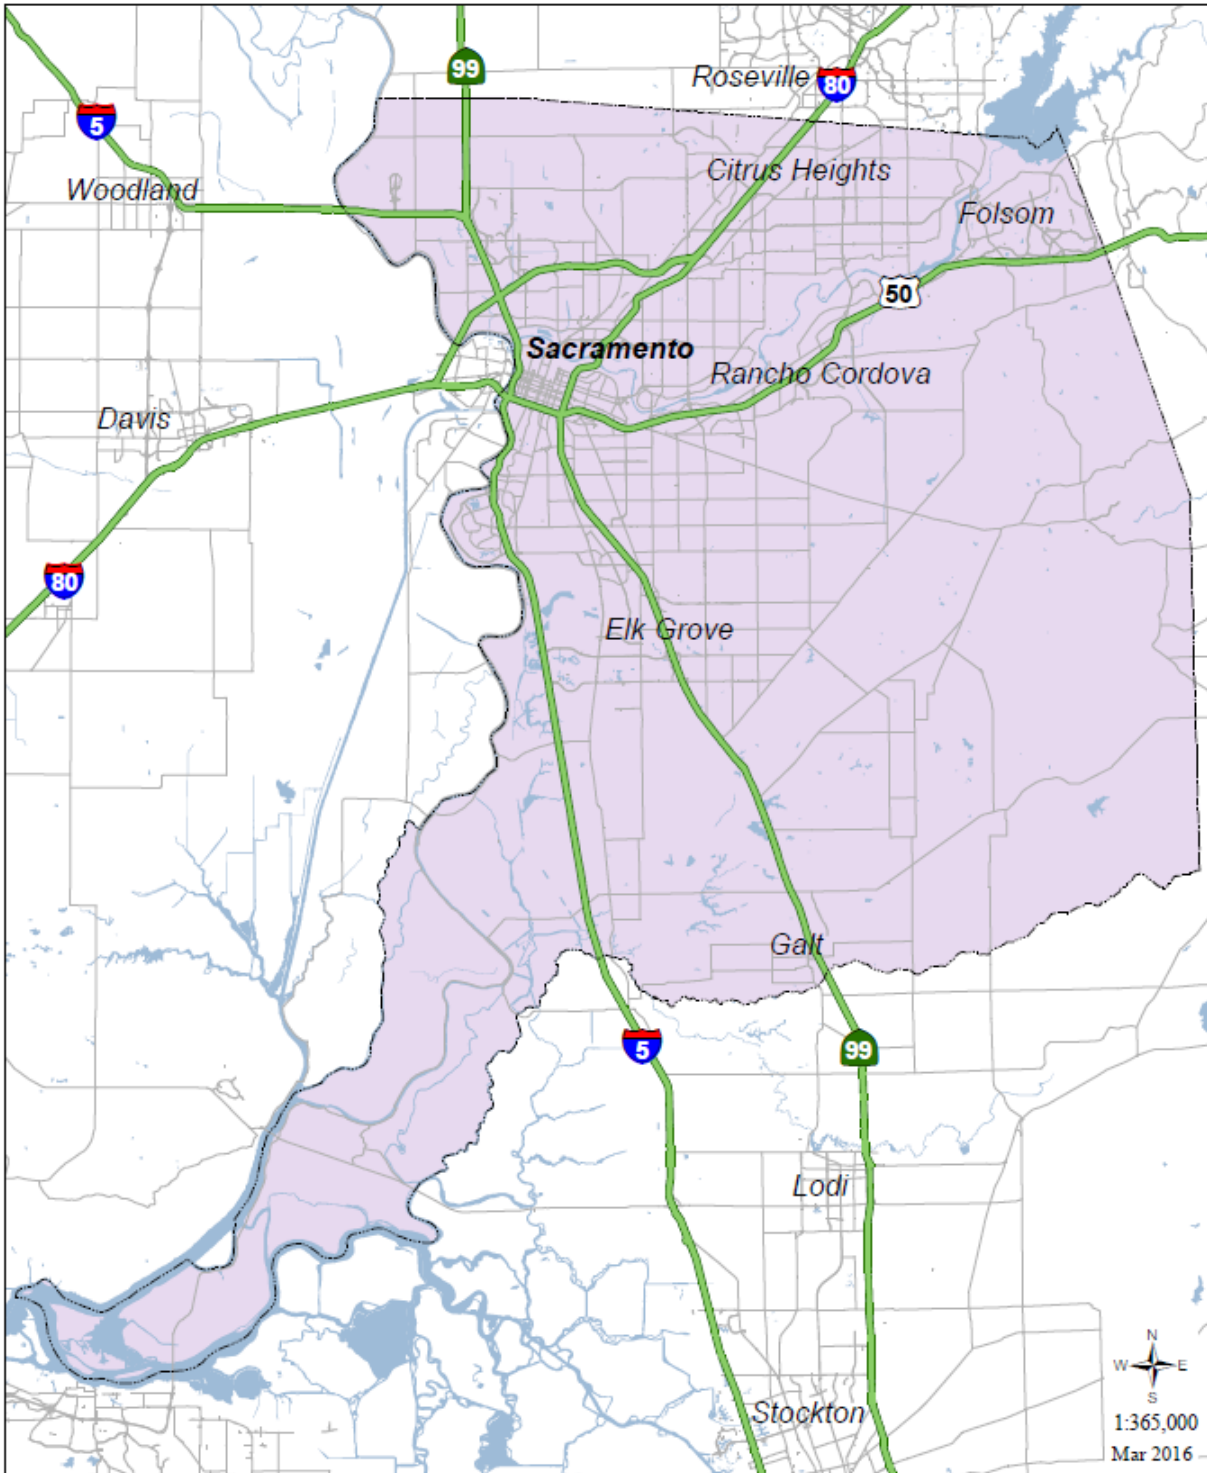 99
Roseville
80
5
Citrus Heights
Woodland
Folsom
50
Sacramento
Rancho Cordova
Davis
80
Elk Grove
Galt
5
99
Lodi
N
W E
S
Stockton
1:365,000
Mar 2016